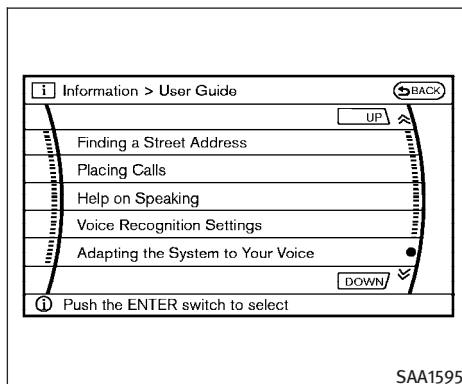 i Information > User Guide BACK
UP
Finding a Street Address
Placing Calls
Help on Speaking
Voice Recognition Settings
Adapting the System to Your Voice
DOWN
i Push the ENTER switch to select
SAA1595